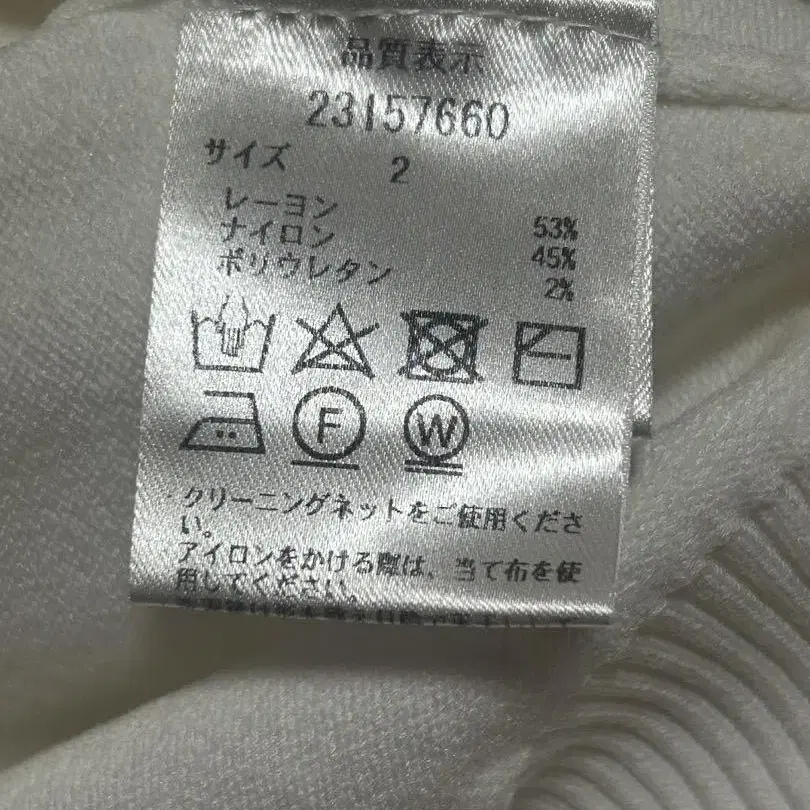 品質表示
23157660
サイズ 2
レーヨン 53%
ナイロン 45%
ポリウレタン 2%
F W
クリーニングネットをご使用くださ
い。
アイロンをかける際は、当て布を使
用してください。